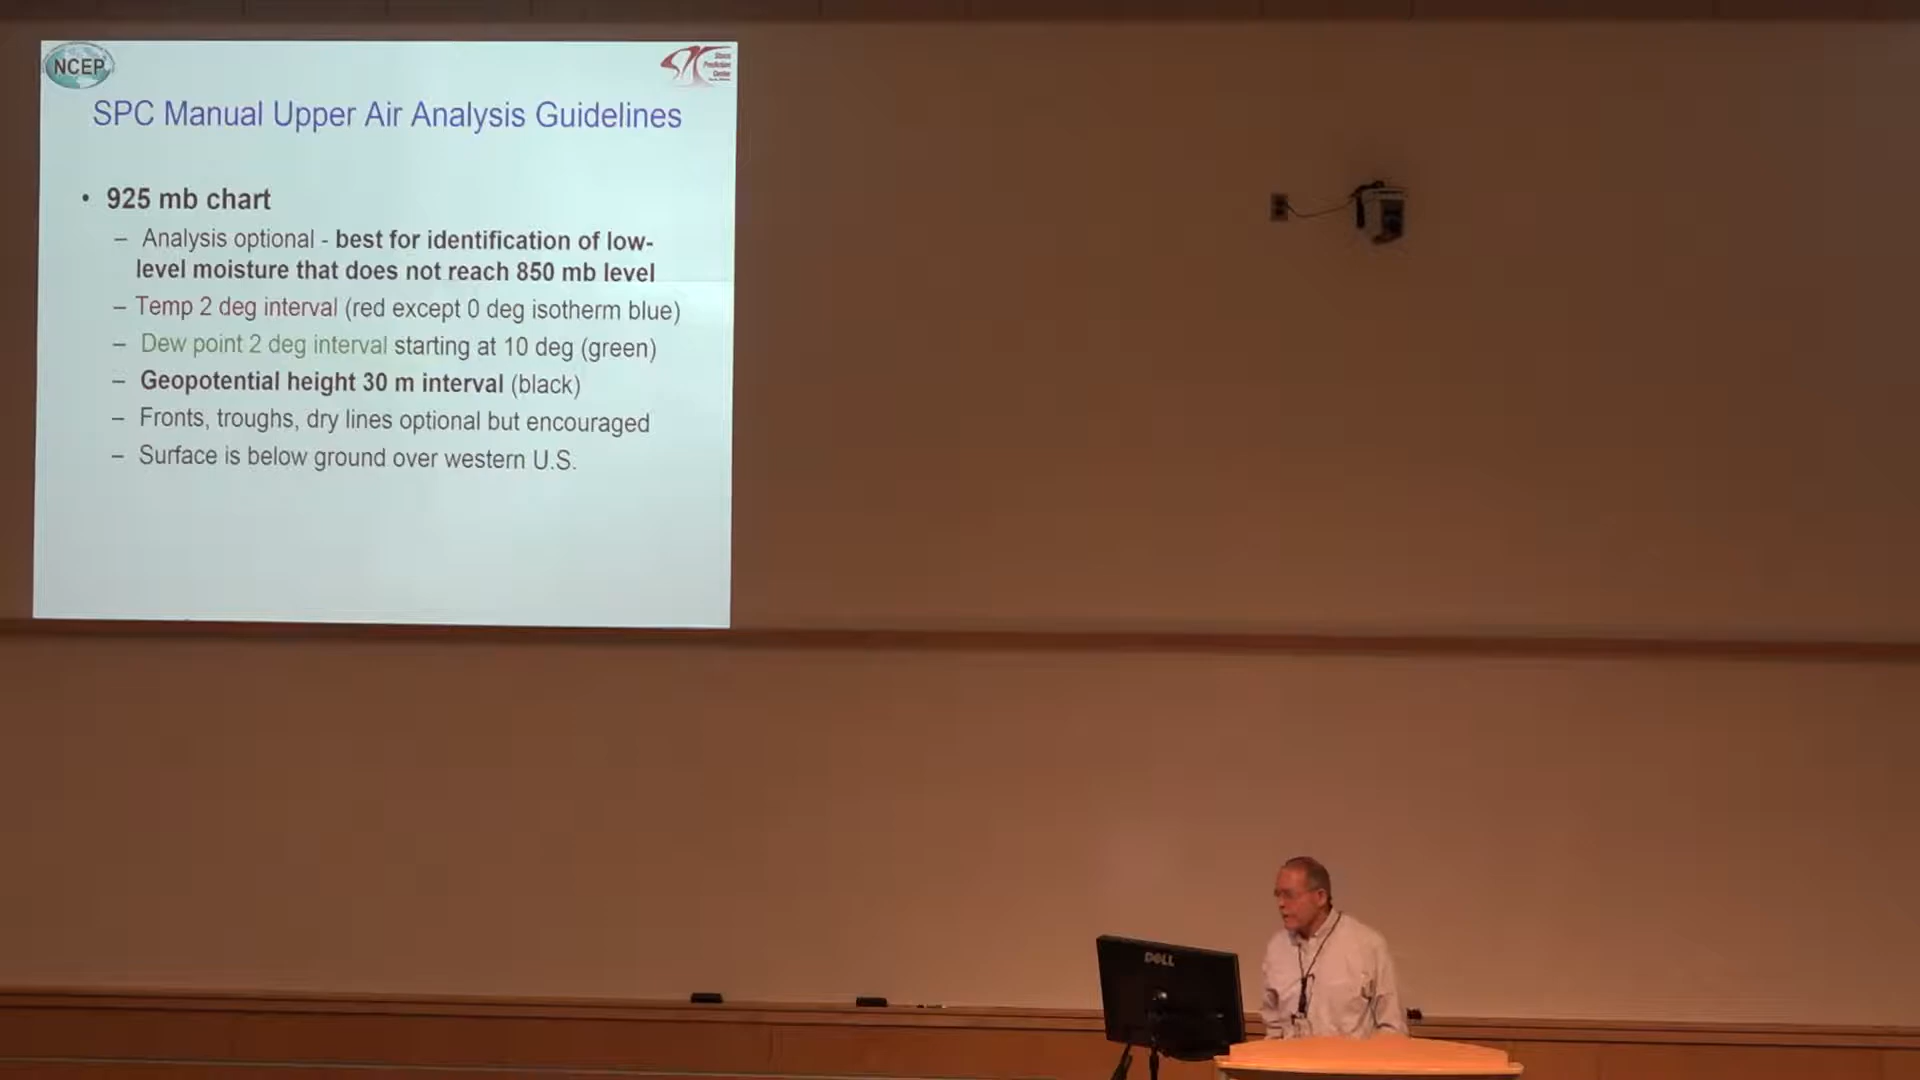 NCEP
Storm
Prediction
Center
SPC Manual Upper Air Analysis Guidelines
• 925 mb chart
– Analysis optional - best for identification of low-
level moisture that does not reach 850 mb level
– Temp 2 deg interval (red except 0 deg isotherm blue)
– Dew point 2 deg interval starting at 10 deg (green)
– Geopotential height 30 m interval (black)
– Fronts, troughs, dry lines optional but encouraged
– Surface is below ground over western U.S.
DELL